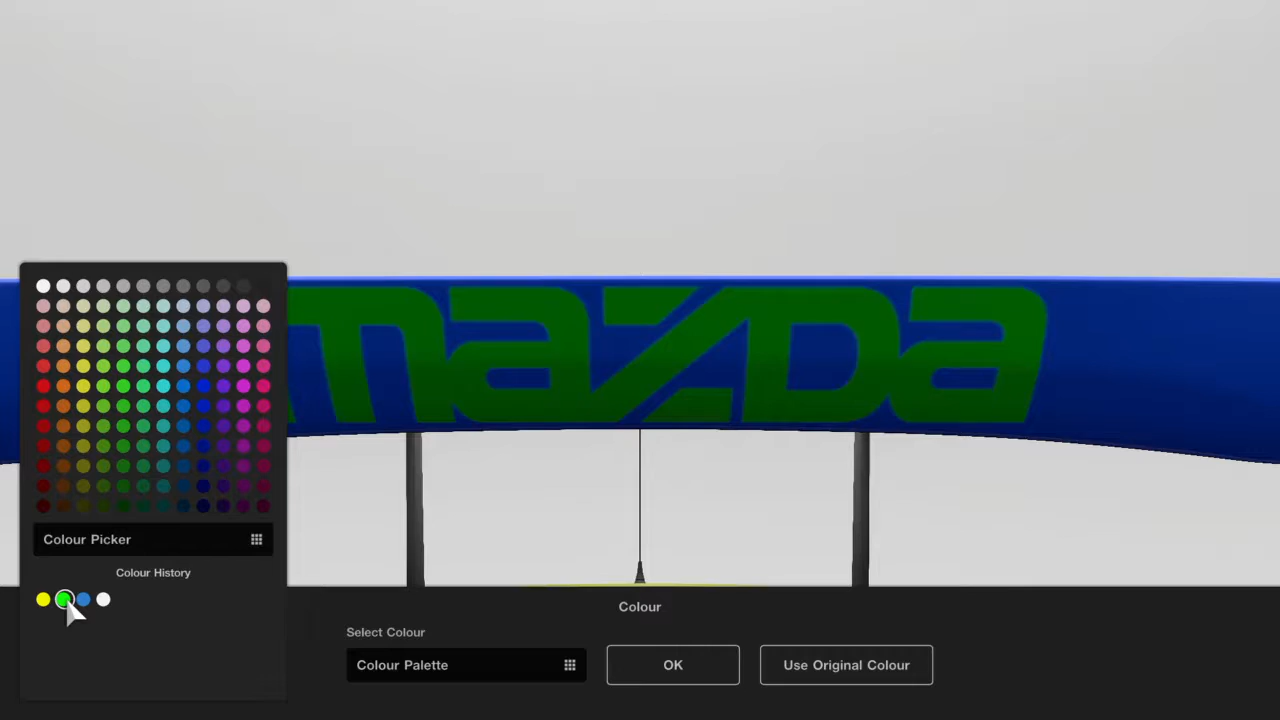 mazda
Colour Picker
Colour History
Colour
Select Colour
Colour Palette
OK
Use Original Colour